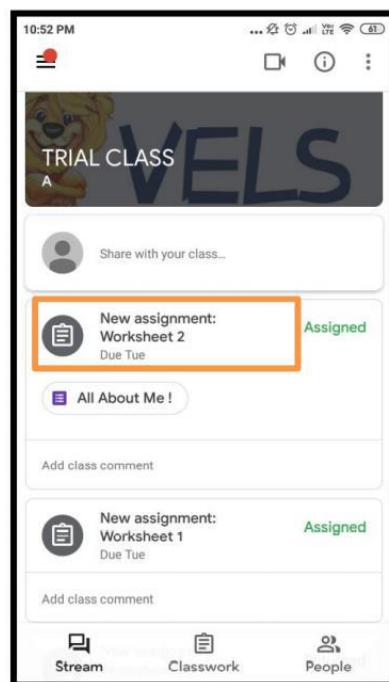 10:52 PM
... VoLTE 61
TRIAL CLASS
A
VELS
Share with your class...
New assignment:
Worksheet 2
Due Tue
Assigned
All About Me !
Add class comment
New assignment:
Worksheet 1
Due Tue
Assigned
Add class comment
Stream
Classwork
People